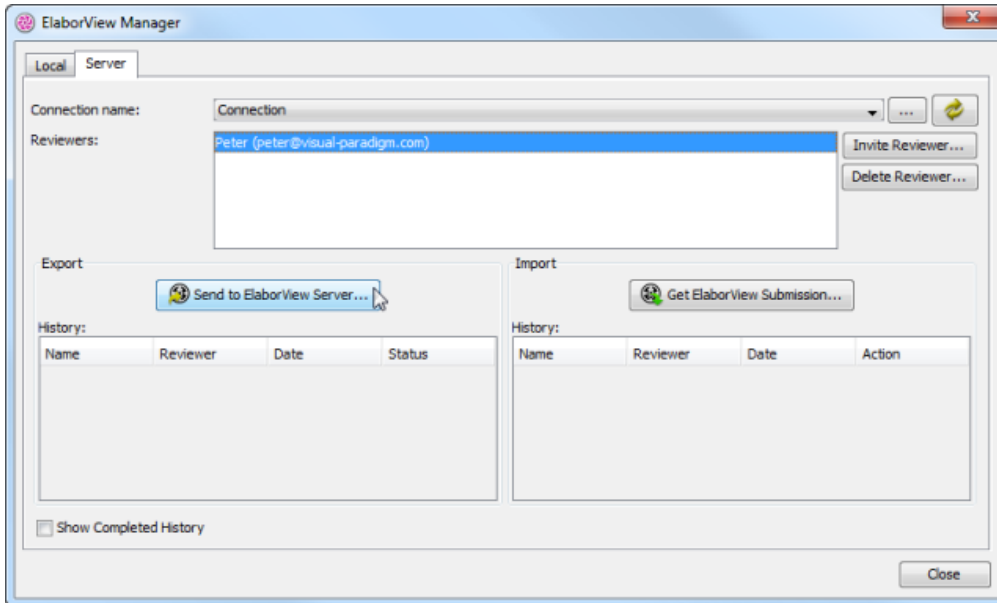 ElaborView Manager
Local Server
Connection name: Connection ...
Reviewers: Peter (peter@visual-paradigm.com) Invite Reviewer...
Delete Reviewer...
Export Import
Send to ElaborView Server... Get ElaborView Submission...
History: History:
Name Reviewer Date Status Name Reviewer Date Action
Show Completed History
Close